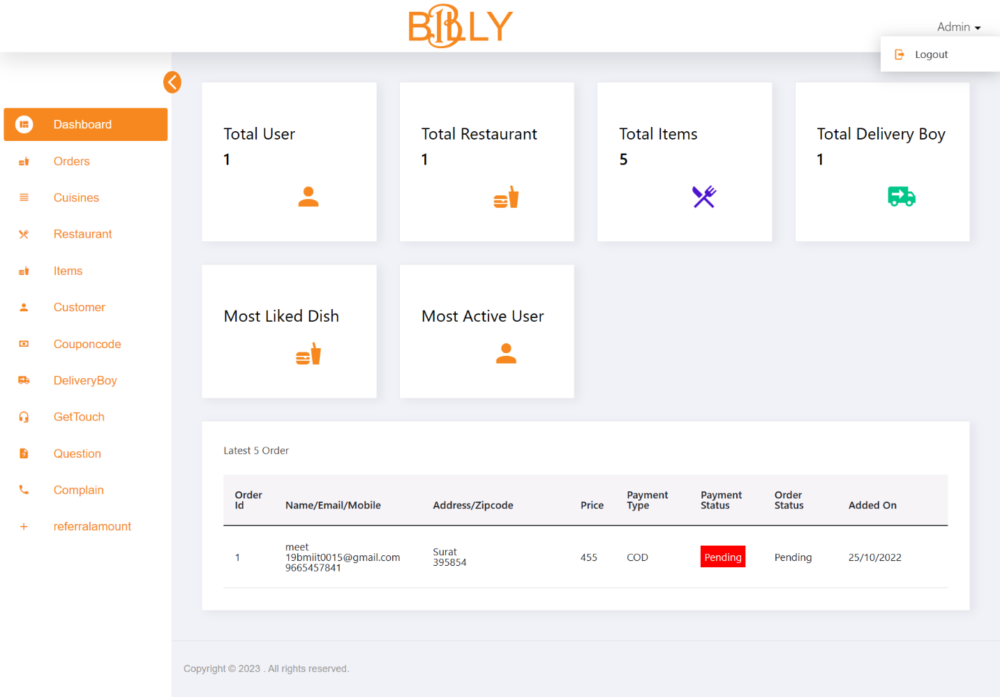 BILLY
Admin
Logout
Dashboard
Orders
Cuisines
Restaurant
Items
Customer
Couponcode
DeliveryBoy
GetTouch
Question
Complain
referralamount
Total User
1
Total Restaurant
1
Total Items
5
Total Delivery Boy
1
Most Liked Dish
Most Active User
Latest 5 Order
Order Id Name/Email/Mobile Address/Zipcode Price Payment Type Payment Status Order Status Added On
1 meet 19bmiit0015@gmail.com 9665457841 Surat 395854 455 COD Pending Pending 25/10/2022
Copyright © 2023 . All rights reserved.